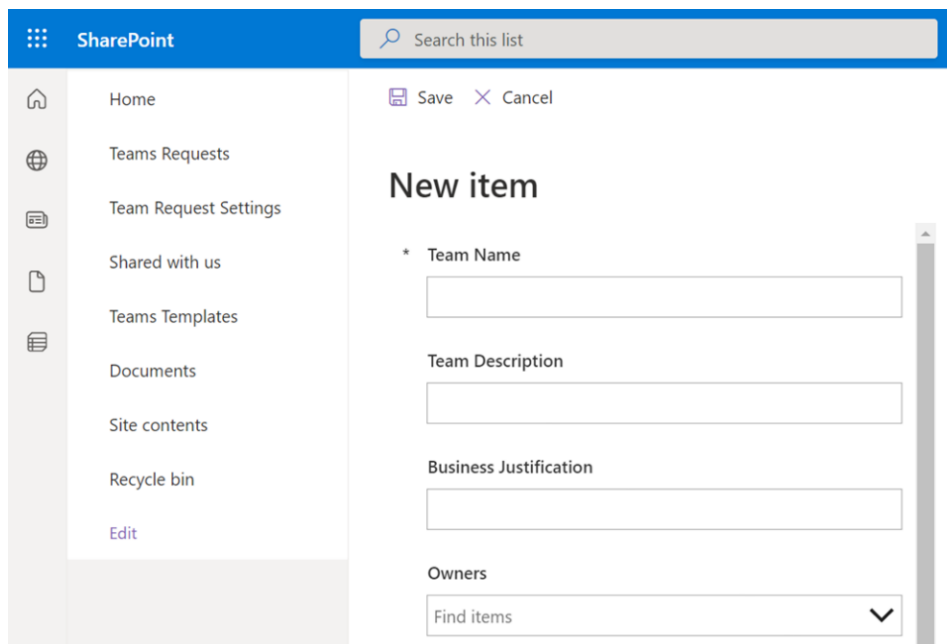 SharePoint
Search this list
Home
Teams Requests
Team Request Settings
Shared with us
Teams Templates
Documents
Site contents
Recycle bin
Edit
Save
Cancel
New item
* Team Name
Team Description
Business Justification
Owners
Find items